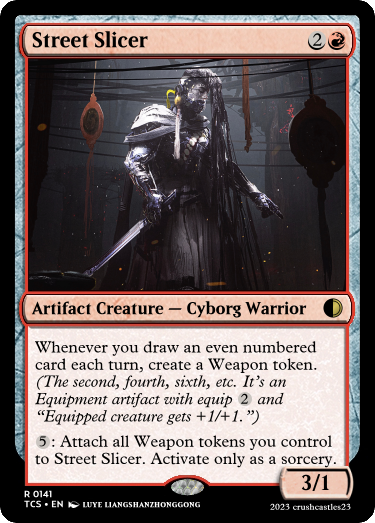 Street Slicer 2
Artifact Creature — Cyborg Warrior
Whenever you draw an even numbered
card each turn, create a Weapon token.
(The second, fourth, sixth, etc. It's an
Equipment artifact with equip 2 and
“Equipped creature gets +1/+1.”)
5: Attach all Weapon tokens you control
to Street Slicer. Activate only as a sorcery.
3/1
R 0141
TCS • EN LUYE LIANGSHANZHONGGONG
2023 crushcastles23